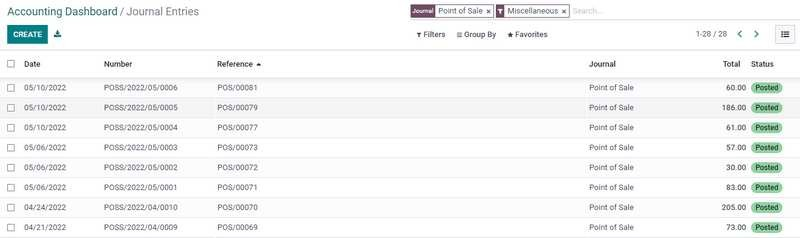 Accounting Dashboard / Journal Entries
Journal Point of Sale × Miscellaneous × Search...
CREATE
Filters Group By Favorites 1-28 / 28
Date Number Reference Journal Total Status
05/10/2022 POSS/2022/05/0006 POS/00081 Point of Sale 60.00 Posted
05/10/2022 POSS/2022/05/0005 POS/00079 Point of Sale 186.00 Posted
05/10/2022 POSS/2022/05/0004 POS/00077 Point of Sale 61.00 Posted
05/06/2022 POSS/2022/05/0003 POS/00073 Point of Sale 57.00 Posted
05/06/2022 POSS/2022/05/0002 POS/00072 Point of Sale 30.00 Posted
05/06/2022 POSS/2022/05/0001 POS/00071 Point of Sale 83.00 Posted
04/24/2022 POSS/2022/04/0010 POS/00070 Point of Sale 205.00 Posted
04/21/2022 POSS/2022/04/0009 POS/00069 Point of Sale 73.00 Posted